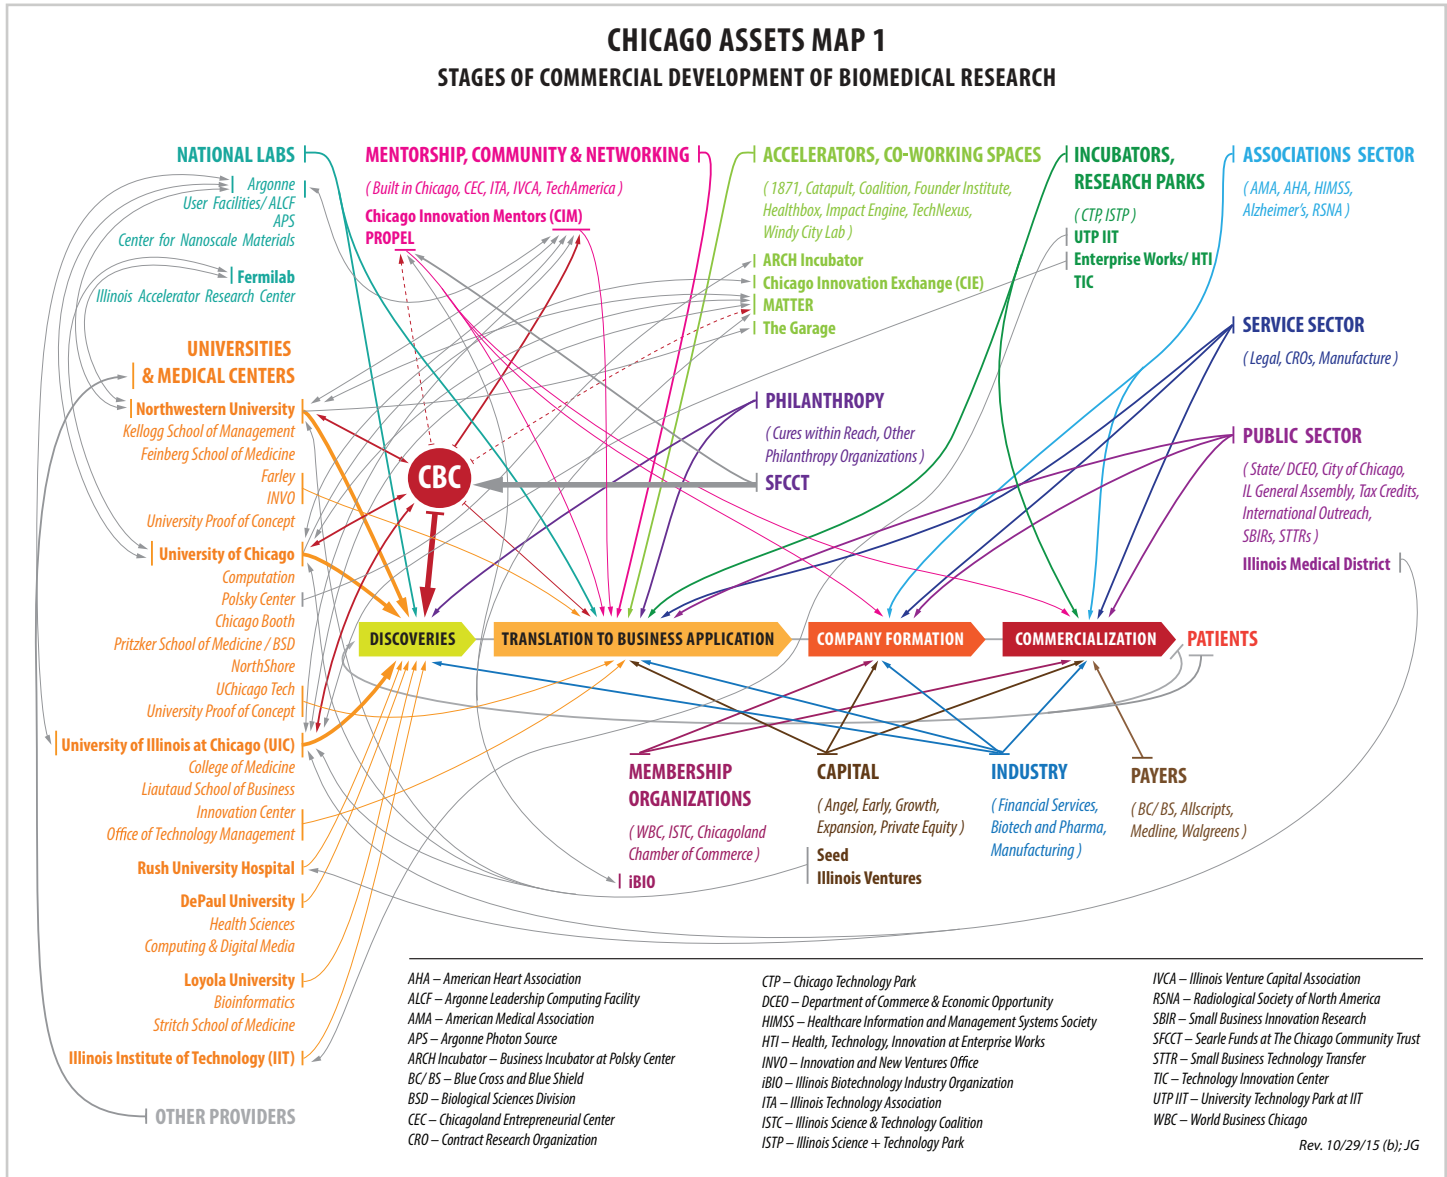 CHICAGO ASSETS MAP 1
STAGES OF COMMERCIAL DEVELOPMENT OF BIOMEDICAL RESEARCH
NATIONAL LABS
Argonne
User Facilities/ ALCF
APS
Center for Nanoscale Materials
Fermilab
Illinois Accelerator Research Center
MENTORSHIP, COMMUNITY & NETWORKING
( Built in Chicago, CEC, ITA, IVCA, TechAmerica )
Chicago Innovation Mentors (CIM)
PROPEL
ACCELERATORS, CO-WORKING SPACES
( 1871, Catapult, Coalition, Founder Institute,
Healthbox, Impact Engine, TechNexus,
Windy City Lab )
ARCH Incubator
Chicago Innovation Exchange (CIE)
MATTER
The Garage
INCUBATORS,
RESEARCH PARKS
( CTP, ISTP )
UTP IIT
Enterprise Works/ HTI
TIC
ASSOCIATIONS SECTOR
( AMA, AHA, HIMSS,
Alzheimer's, RSNA )
SERVICE SECTOR
( Legal, CROs, Manufacture )
PUBLIC SECTOR
( State/ DCEO, City of Chicago,
IL General Assembly, Tax Credits,
International Outreach,
SBIRs, STTRs )
Illinois Medical District
PHILANTHROPY
( Cures within Reach, Other
Philanthropy Organizations )
SFCCT
CBC
UNIVERSITIES
& MEDICAL CENTERS
Northwestern University
Kellogg School of Management
Feinberg School of Medicine
Farley
INVO
University Proof of Concept
University of Chicago
Computation
Polsky Center
Chicago Booth
Pritzker School of Medicine / BSD
NorthShore
UChicago Tech
University Proof of Concept
University of Illinois at Chicago (UIC)
College of Medicine
Liautaud School of Business
Innovation Center
Office of Technology Management
Rush University Hospital
DePaul University
Health Sciences
Computing & Digital Media
Loyola University
Bioinformatics
Stritch School of Medicine
Illinois Institute of Technology (IIT)
OTHER PROVIDERS
DISCOVERIES
TRANSLATION TO BUSINESS APPLICATION
COMPANY FORMATION
COMMERCIALIZATION
PATIENTS
MEMBERSHIP
ORGANIZATIONS
( WBC, ISTC, Chicagoland
Chamber of Commerce )
iBIO
CAPITAL
( Angel, Early, Growth,
Expansion, Private Equity )
Seed
Illinois Ventures
INDUSTRY
( Financial Services,
Biotech and Pharma,
Manufacturing )
PAYERS
( BC/ BS, Allscripts,
Medline, Walgreens )
AHA – American Heart Association
ALCF – Argonne Leadership Computing Facility
AMA – American Medical Association
APS – Argonne Photon Source
ARCH Incubator – Business Incubator at Polsky Center
BC/ BS – Blue Cross and Blue Shield
BSD – Biological Sciences Division
CEC – Chicagoland Entrepreneurial Center
CRO – Contract Research Organization
CTP – Chicago Technology Park
DCEO – Department of Commerce & Economic Opportunity
HIMSS – Healthcare Information and Management Systems Society
HTI – Health, Technology, Innovation at Enterprise Works
INVO – Innovation and New Ventures Office
iBIO – Illinois Biotechnology Industry Organization
ITA – Illinois Technology Association
ISTC – Illinois Science & Technology Coalition
ISTP – Illinois Science + Technology Park
IVCA – Illinois Venture Capital Association
RSNA – Radiological Society of North America
SBIR – Small Business Innovation Research
SFCCT – Searle Funds at The Chicago Community Trust
STTR – Small Business Technology Transfer
TIC – Technology Innovation Center
UTP IIT – University Technology Park at IIT
WBC – World Business Chicago
Rev. 10/29/15 (b); JG